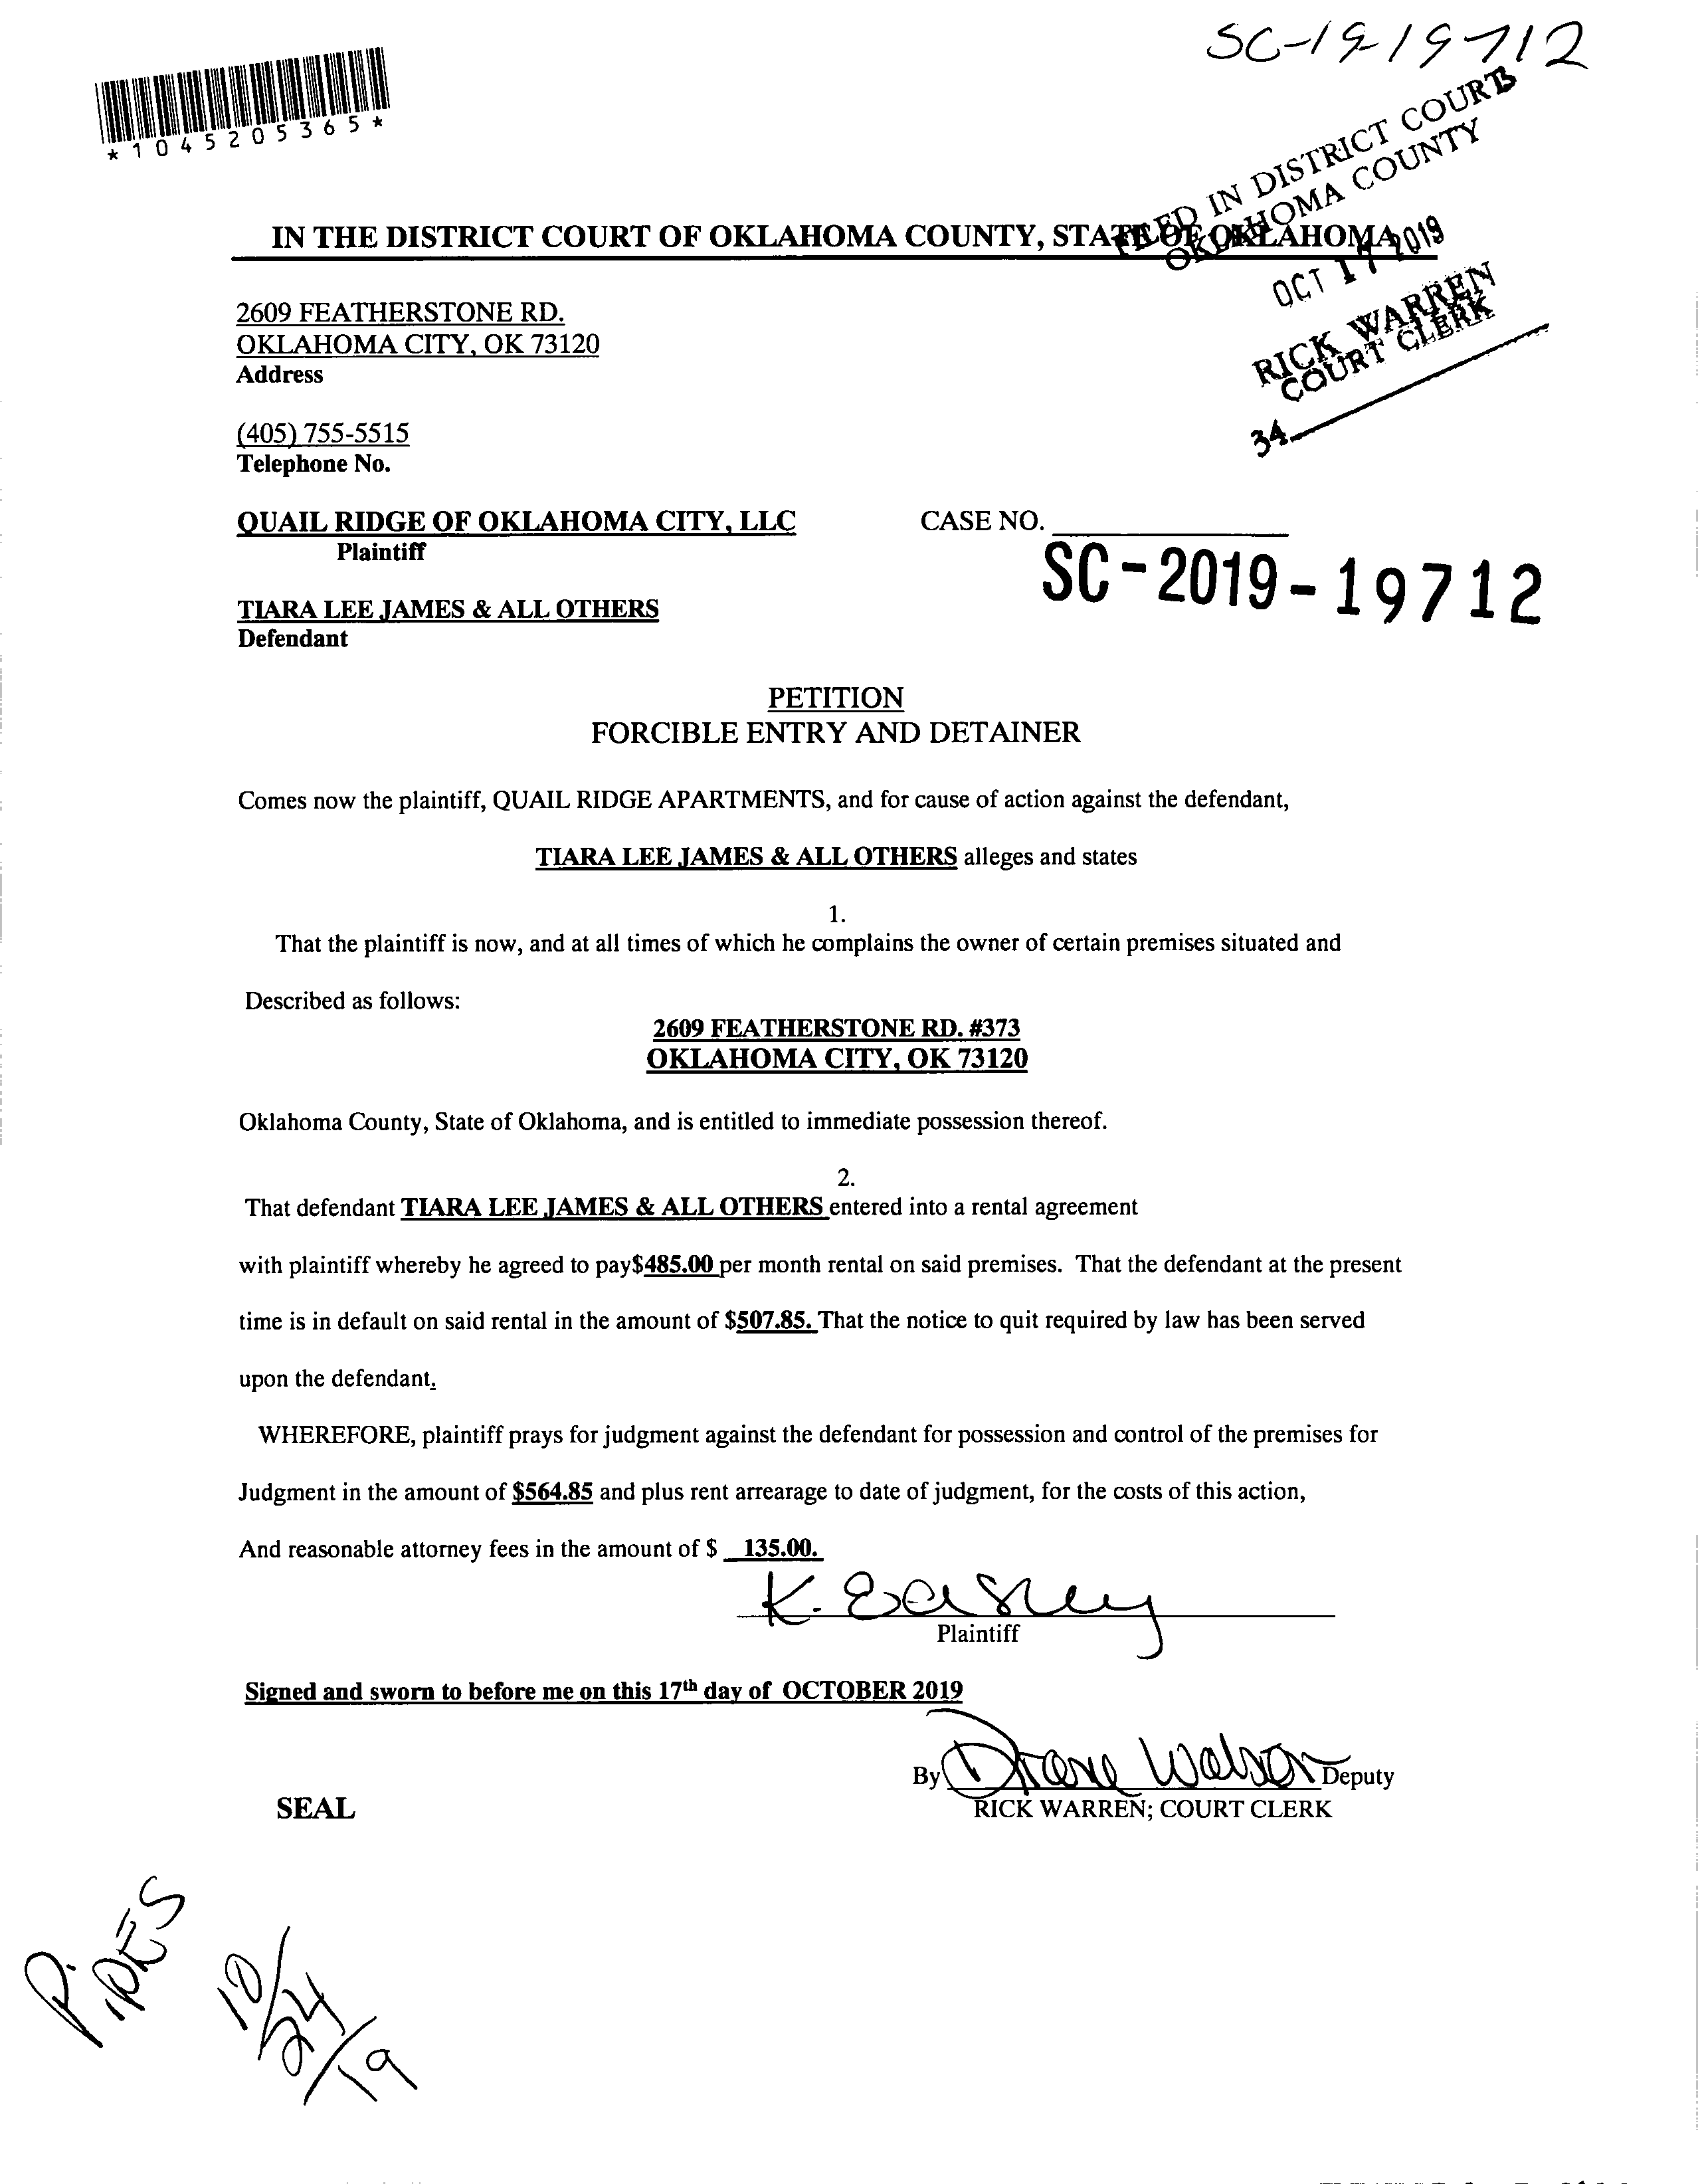 SC-19-19712
*1045205365*
FILED IN DISTRICT COURT
OKLAHOMA COUNTY
OCT 17 2019
RICK WARREN
COURT CLERK
34
IN THE DISTRICT COURT OF OKLAHOMA COUNTY, STATE OF OKLAHOMA
2609 FEATHERSTONE RD.
OKLAHOMA CITY, OK 73120
Address
(405) 755-5515
Telephone No.
QUAIL RIDGE OF OKLAHOMA CITY, LLC CASE NO.
Plaintiff
SC-2019-19712
TIARA LEE JAMES & ALL OTHERS
Defendant
PETITION
FORCIBLE ENTRY AND DETAINER
Comes now the plaintiff, QUAIL RIDGE APARTMENTS, and for cause of action against the defendant,
TIARA LEE JAMES & ALL OTHERS alleges and states
1.
That the plaintiff is now, and at all times of which he complains the owner of certain premises situated and
Described as follows:
2609 FEATHERSTONE RD. #373
OKLAHOMA CITY, OK 73120
Oklahoma County, State of Oklahoma, and is entitled to immediate possession thereof.
2.
That defendant TIARA LEE JAMES & ALL OTHERS entered into a rental agreement
with plaintiff whereby he agreed to pay$485.00 per month rental on said premises. That the defendant at the present
time is in default on said rental in the amount of $507.85. That the notice to quit required by law has been served
upon the defendant.
WHEREFORE, plaintiff prays for judgment against the defendant for possession and control of the premises for
Judgment in the amount of $564.85 and plus rent arrearage to date of judgment, for the costs of this action,
And reasonable attorney fees in the amount of $ 135.00.
K. Easley
Plaintiff
Signed and sworn to before me on this 17th day of OCTOBER 2019
By Diane Watson Deputy
SEAL
RICK WARREN; COURT CLERK
10/24/19